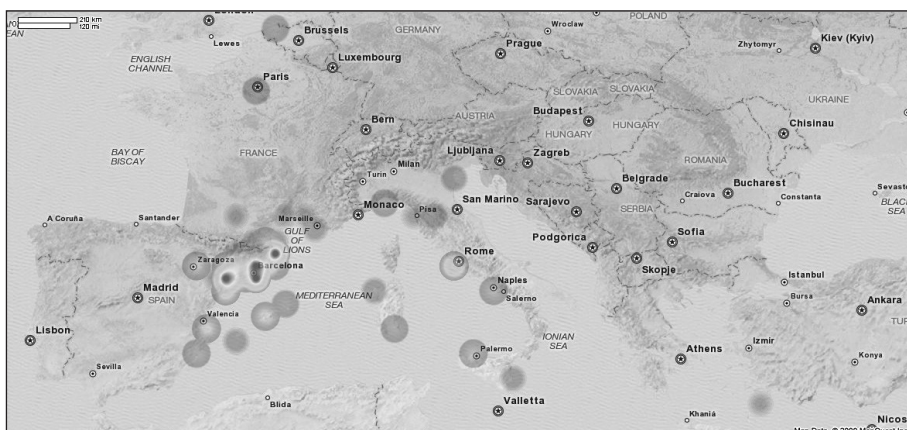 210 km
120 mi
London
Brussels
Lewes
GERMANY
Wroclaw
POLAND
Prague
Zhytomyr
Kiev (Kyiv)
ENGLISH
CHANNEL
Luxembourg
Paris
SLOVAKIA
SLOVAKIA
UKRAINE
AUSTRIA
Budapest
Bern
HUNGARY
HUNGARY
Chisinau
BAY OF
BISCAY
FRANCE
Ljubljana
Zagreb
ROMANIA
Milan
Turin
Belgrade
Bucharest
Craiova
Constanta
Monaco
Pisa
San Marino
Sarajevo
SERBIA
A Coruña
Santander
Marseille
GULF
OF
LIONS
Sofia
Podgorica
Skopje
Rome
Zaragoza
Barcelona
Istanbul
Madrid
SPAIN
MEDITERRANEAN
SEA
Naples
Salerno
Bursa
Ankara
Valencia
Lisbon
IONIAN
SEA
Athens
Izmir
Konya
Palermo
Sevilla
Blida
Valletta
Khaniá